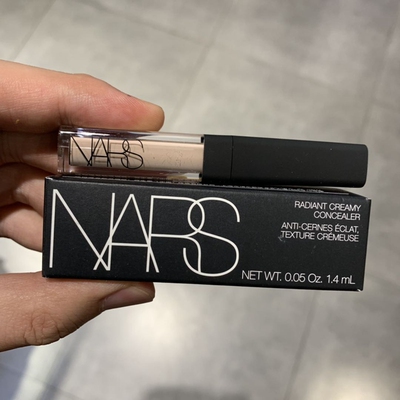 NARS
NARS
RADIANT CREAMY
CONCEALER
ANTI-CERNES ÉCLAT,
TEXTURE CRÉMEUSE
NET WT. 0.05 Oz. 1.4 mL